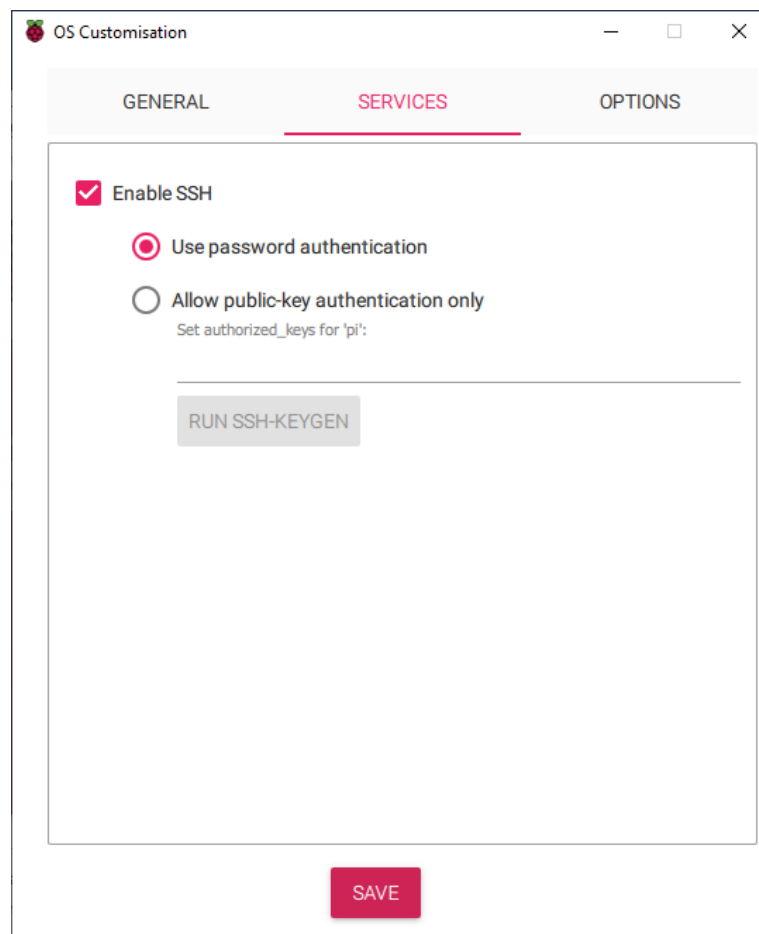 OS Customisation
GENERAL SERVICES OPTIONS
Enable SSH
Use password authentication
Allow public-key authentication only
Set authorized_keys for 'pi':
RUN SSH-KEYGEN
SAVE